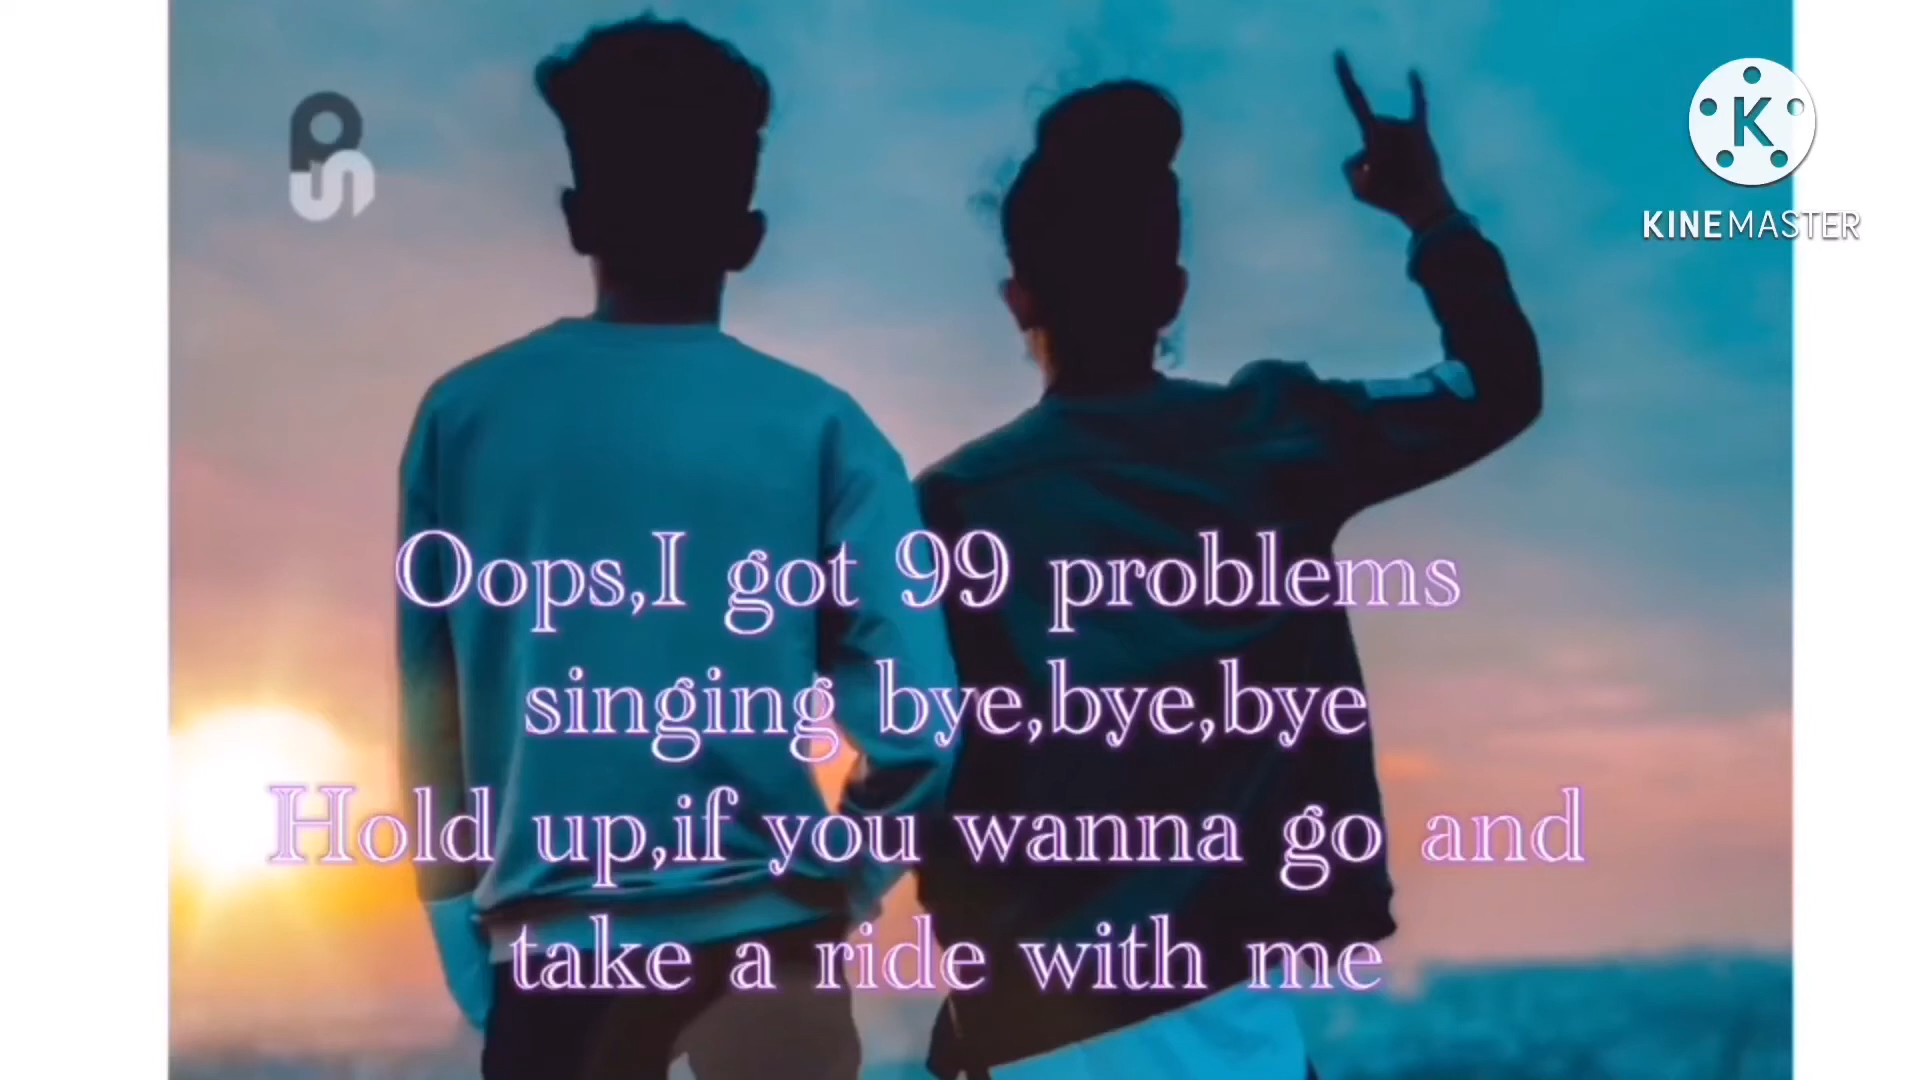 PS
K
KINEMASTER
Oops,I got 99 problems
singing bye,bye,bye
Hold up,if you wanna go and
take a ride with me